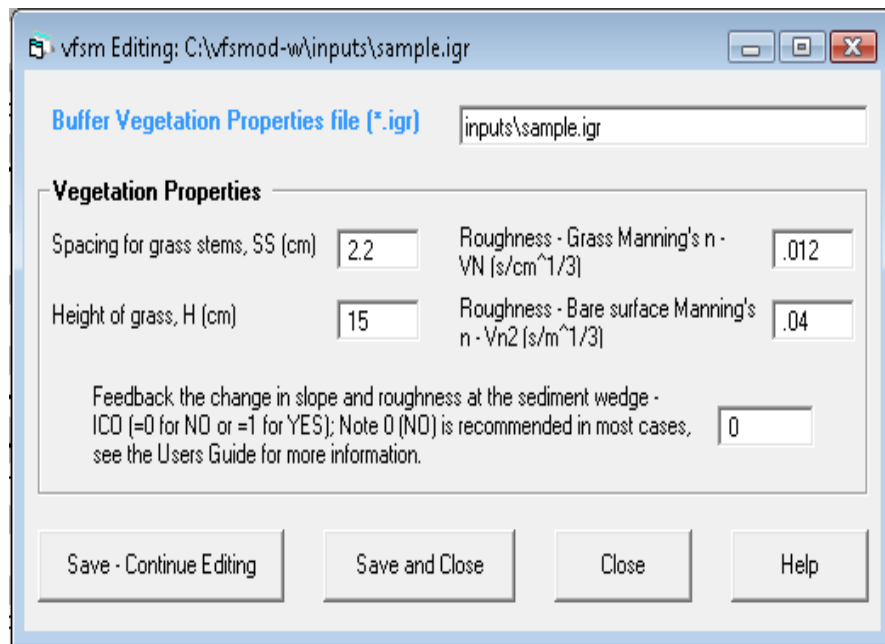 vfsm Editing: C:\vfsmod-w\inputs\sample.igr
Buffer Vegetation Properties file (*.igr)
inputs\sample.igr
Vegetation Properties
Spacing for grass stems, SS (cm)
2.2
Roughness - Grass Manning's n -
VN (s/cm^1/3)
.012
Height of grass, H (cm)
15
Roughness - Bare surface Manning's
n - Vn2 (s/m^1/3)
.04
Feedback the change in slope and roughness at the sediment wedge -
ICO (=0 for NO or =1 for YES); Note 0 (NO) is recommended in most cases,
see the Users Guide for more information.
0
Save - Continue Editing
Save and Close
Close
Help